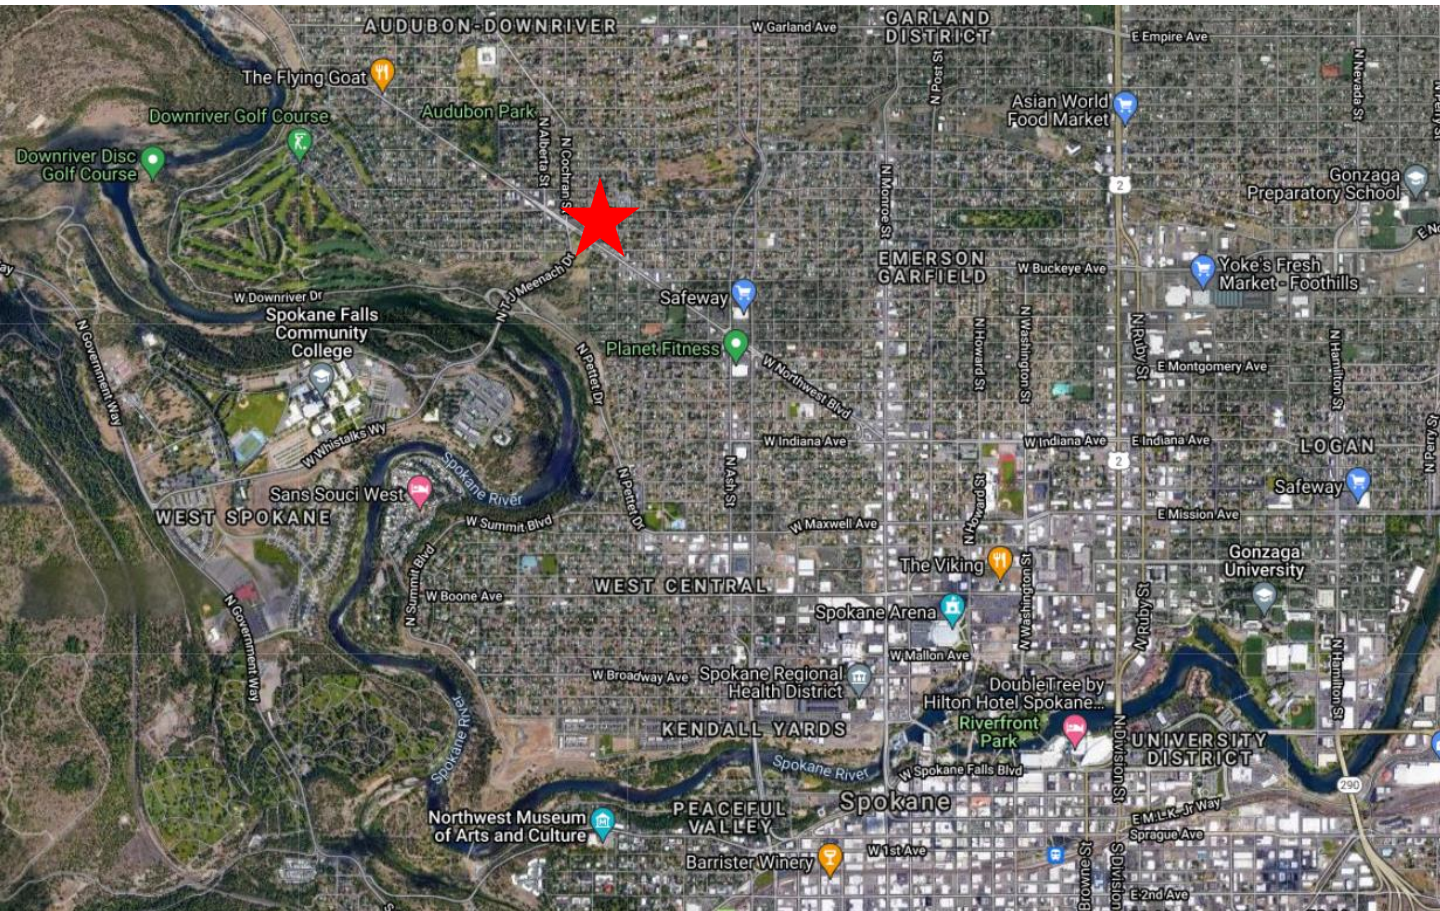 AUDUBON-DOWNRIVER
W Garland Ave
GARLAND
DISTRICT
E Empire Ave
The Flying Goat
N Post St
N Nevada St
Downriver Golf Course
Audubon Park
Asian World
Food Market
N Alberta St
N Cochran St
Downriver Disc
Golf Course
2
N Monroe St
Gonzaga
Preparatory School
EMERSON
GARFIELD
W Buckeye Ave
Yoke's Fresh
Market - Foothills
N T J Meenach Dr
W Downriver Dr
Safeway
Spokane Falls
Community
College
N Government Way
N Pettet Dr
Planet Fitness
N Howard St
N Washington St
N Ruby St
N Hamilton St
W Northwest Blvd
E Montgomery Ave
W Whistalks Wy
W Indiana Ave
W Indiana Ave
E Indiana Ave
LOGAN
N Perry St
2
Spokane River
N Ash St
N Pettet Dr
Sans Souci West
Safeway
WEST SPOKANE
W Summit Blvd
W Maxwell Ave
N Howard St
E Mission Ave
N Summit Blvd
The Viking
Gonzaga
University
WEST CENTRAL
W Boone Ave
N Washington St
N Ruby St
Spokane Arena
N Government Way
W Mallon Ave
N Hamilton St
W Broadway Ave
Spokane Regional
Health District
DoubleTree by
Hilton Hotel Spokane...
Riverfront
Park
KENDALL YARDS
Spokane River
N Division St
UNIVERSITY
DISTRICT
Spokane River
W Spokane Falls Blvd
290
Spokane
PEACEFUL
VALLEY
Northwest Museum
of Arts and Culture
E M.L.K. Jr Way
Sprague Ave
W 1st Ave
Barrister Winery
Browne St
S Division
E 2nd Ave